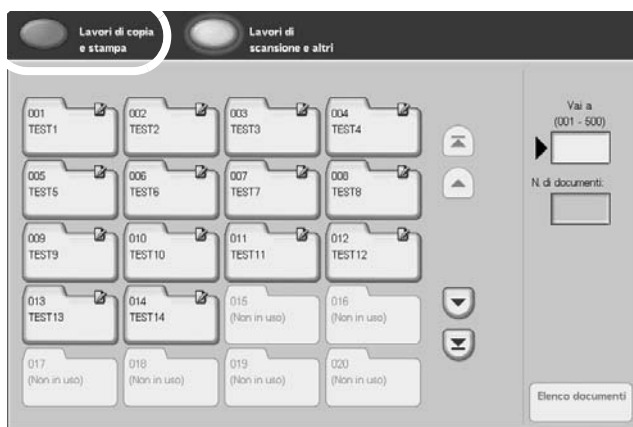 Lavori di copia
e stampa
Lavori di
scansione e altri
001
TEST1
002
TEST2
003
TEST3
004
TEST4
005
TEST5
006
TEST6
007
TEST7
008
TEST8
009
TEST9
010
TEST10
011
TEST11
012
TEST12
013
TEST13
014
TEST14
015
(Non in uso)
016
(Non in uso)
017
(Non in uso)
018
(Non in uso)
019
(Non in uso)
020
(Non in uso)
Vai a
(001 - 500)
N. di documenti:
Elenco documenti